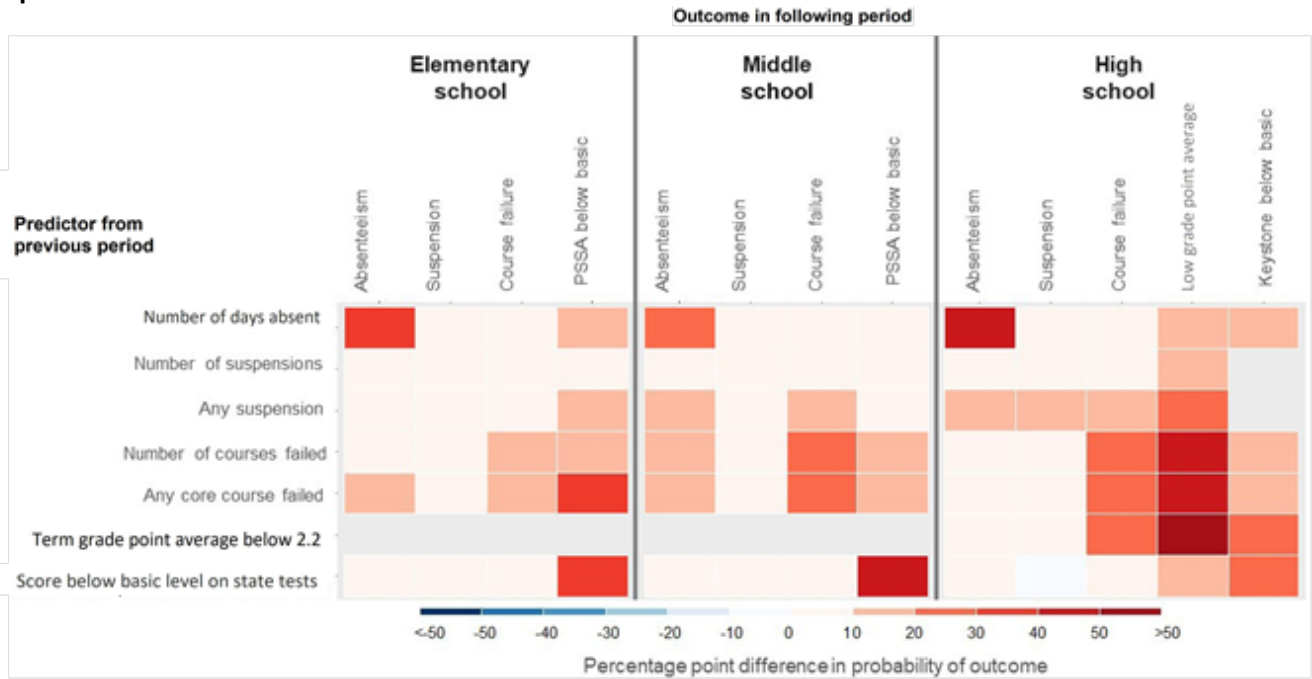 Outcome in following period
Elementary
school
Middle
school
High
school
Predictor from
previous period
Absenteeism
Suspension
Course failure
PSSA below basic
Absenteeism
Suspension
Course failure
PSSA below basic
Absenteeism
Suspension
Course failure
Low grade point average
Keystone below basic
Number of days absent
Number of suspensions
Any suspension
Number of courses failed
Any core course failed
Term grade point average below 2.2
Score below basic level on state tests
<-50 -50 -40 -30 -20 -10 0 10 20 30 40 50 >50
Percentage point difference in probability of outcome